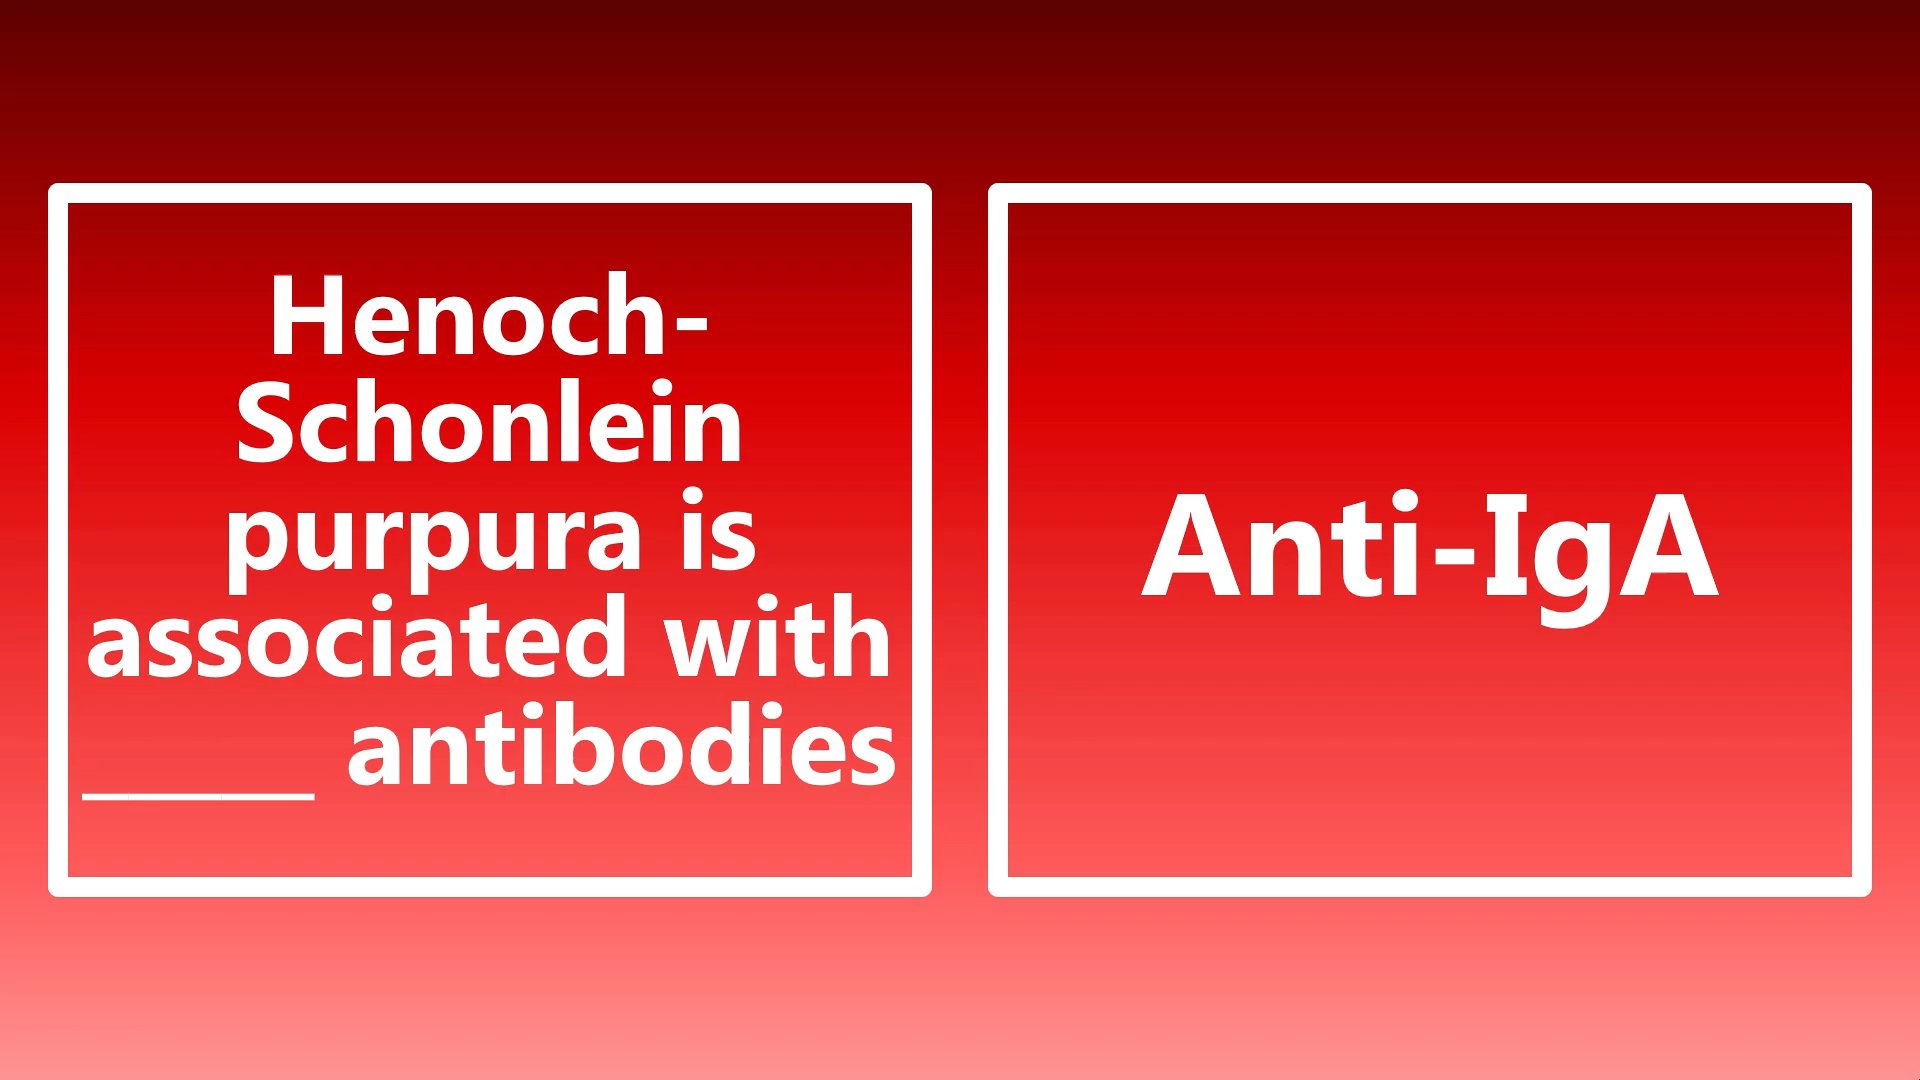 Henoch-
Schonlein
purpura is
associated with
_____ antibodies
Anti-IgA